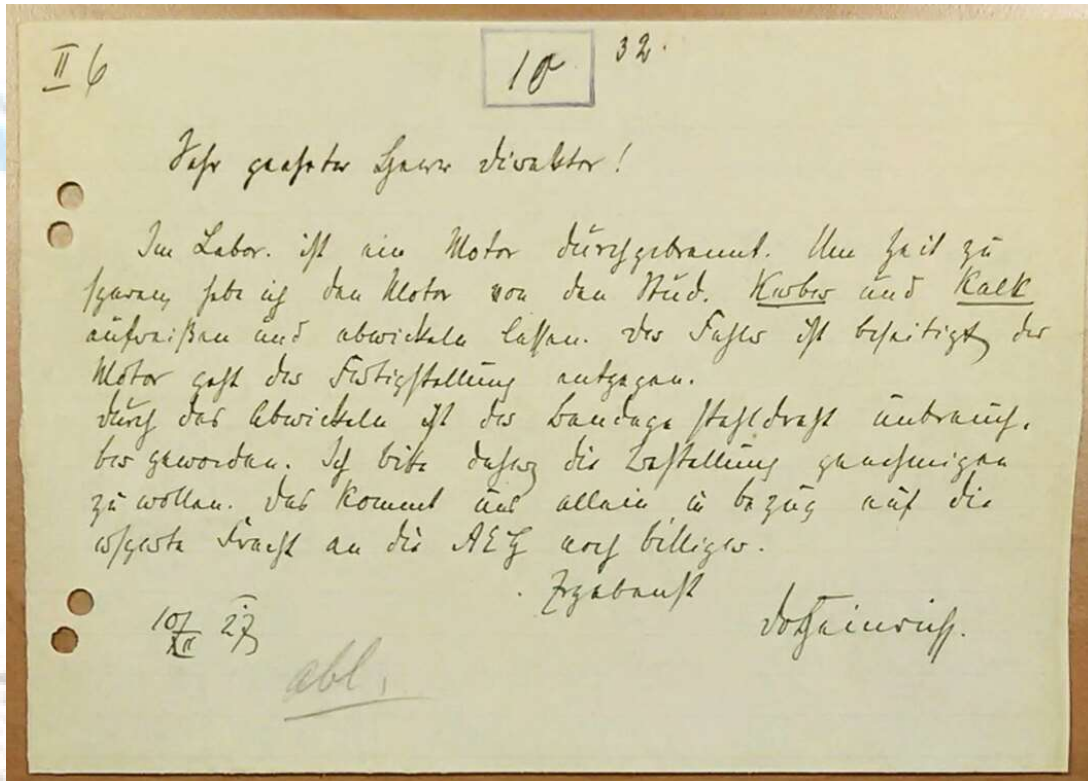 II 6
10
32.
Sehr geehrter Herr Direktor!
Im Labor. ist ein Motor durchgebrannt. Um Zeit zu
sparen, habe ich den Motor von den Stud. Körber und Kalk
aufreißen und abwickeln lassen. Der Fehler ist beseitigt, der
Motor geht der Fertigstellung entgegen.
Durch das Abwickeln ist der Bandage Stahldraht unbrauch-
bar geworden. Ich bitte daher, die Bestellung genehmigen
zu wollen. Das kommt uns allein in bezug auf die
ersparte Fracht an die AEG noch billiger.
Ergebenst
10/XII 27
Heinrich.
abl.